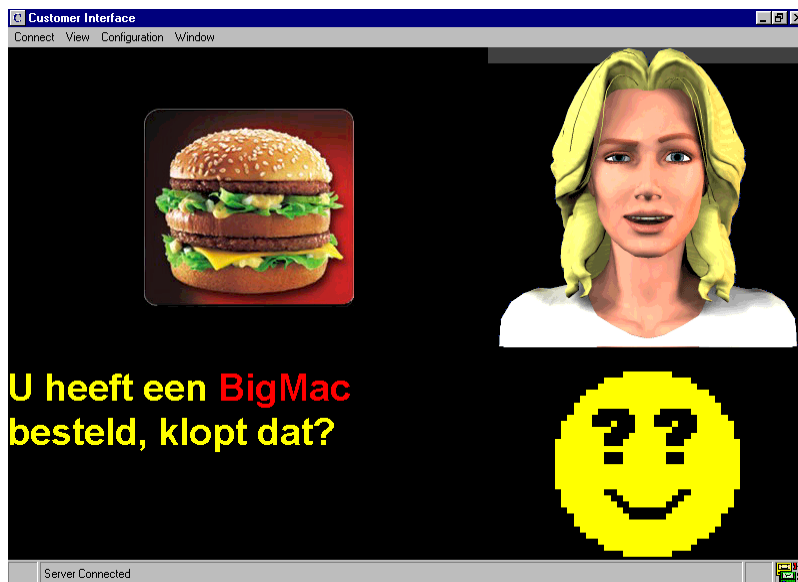 Customer Interface
Connect View Configuration Window
U heeft een BigMac
besteld, klopt dat?
? ?
Server Connected